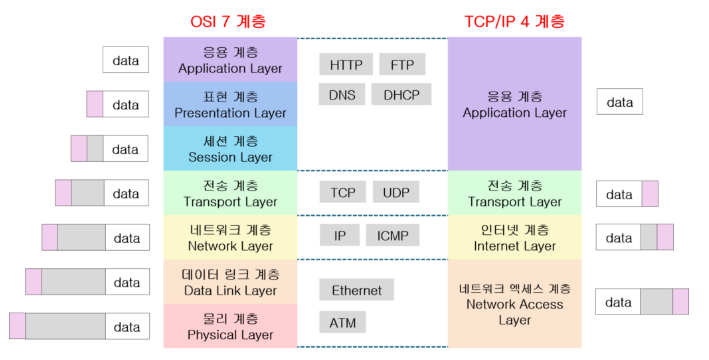 OSI 7 계층
TCP/IP 4 계층
data
응용 계층
Application Layer
HTTP
FTP
data
표현 계층
Presentation Layer
DNS
DHCP
응용 계층
Application Layer
data
data
세션 계층
Session Layer
data
전송 계층
Transport Layer
TCP
UDP
전송 계층
Transport Layer
data
data
네트워크 계층
Network Layer
IP
ICMP
인터넷 계층
Internet Layer
data
data
데이터 링크 계층
Data Link Layer
Ethernet
네트워크 엑세스 계층
Network Access
Layer
data
data
물리 계층
Physical Layer
ATM